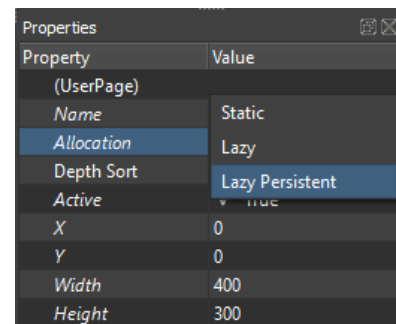 Properties
Property Value
(UserPage)
Name Static
Allocation Lazy
Depth Sort Lazy Persistent
Active True
X 0
Y 0
Width 400
Height 300